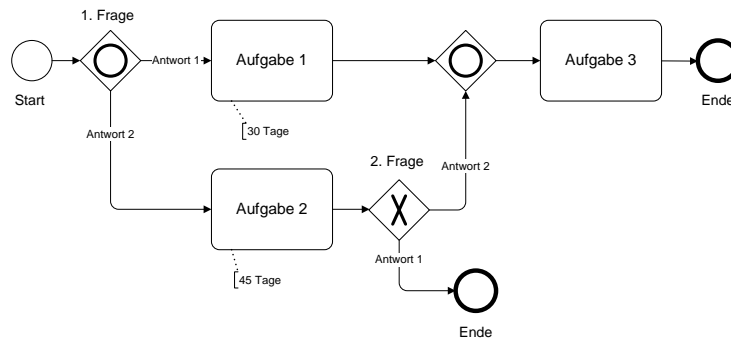 1. Frage
Start
Antwort 1
Aufgabe 1
Aufgabe 3
Ende
30 Tage
Antwort 2
2. Frage
Antwort 2
Aufgabe 2
Antwort 1
45 Tage
Ende